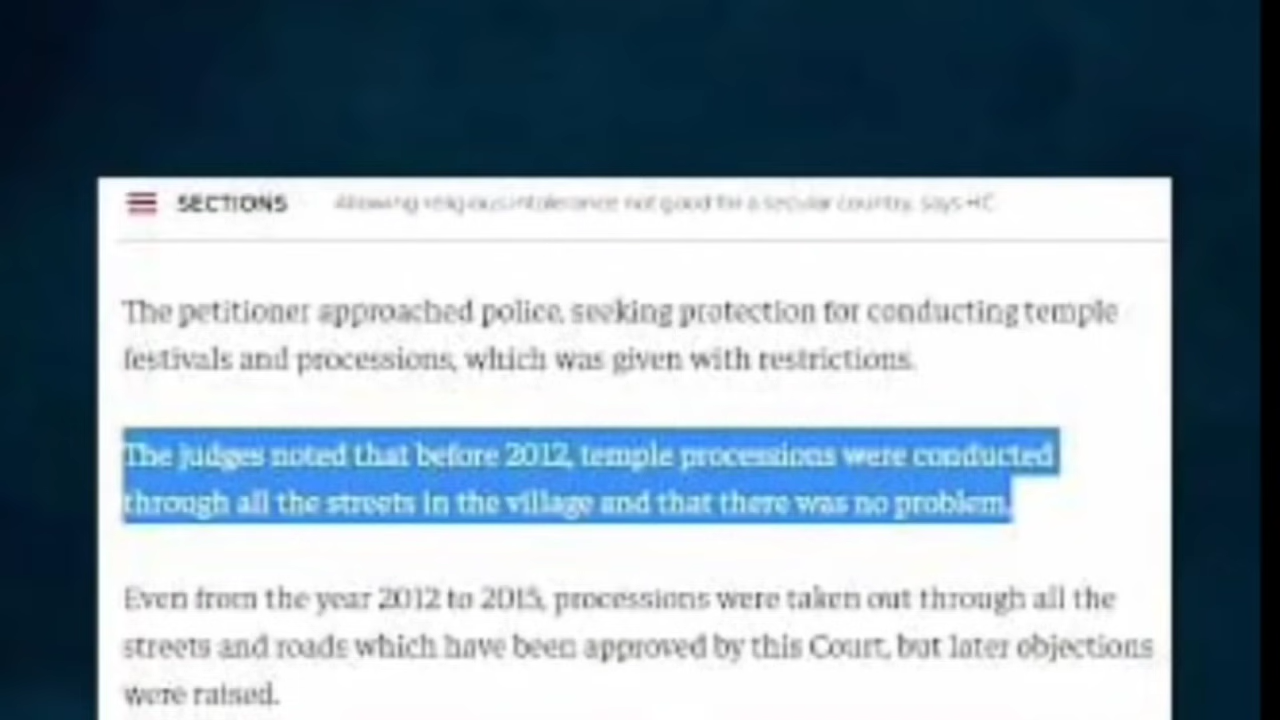 SECTIONS
Allowing religious intolerance not good for a secular country, says HC
The petitioner approached police, seeking protection for conducting temple
festivals and processions, which was given with restrictions.
The judges noted that before 2012, temple processions were conducted
through all the streets in the village and that there was no problem.
Even from the year 2012 to 2015, processions were taken out through all the
streets and roads which have been approved by this Court, but later objections
were raised.